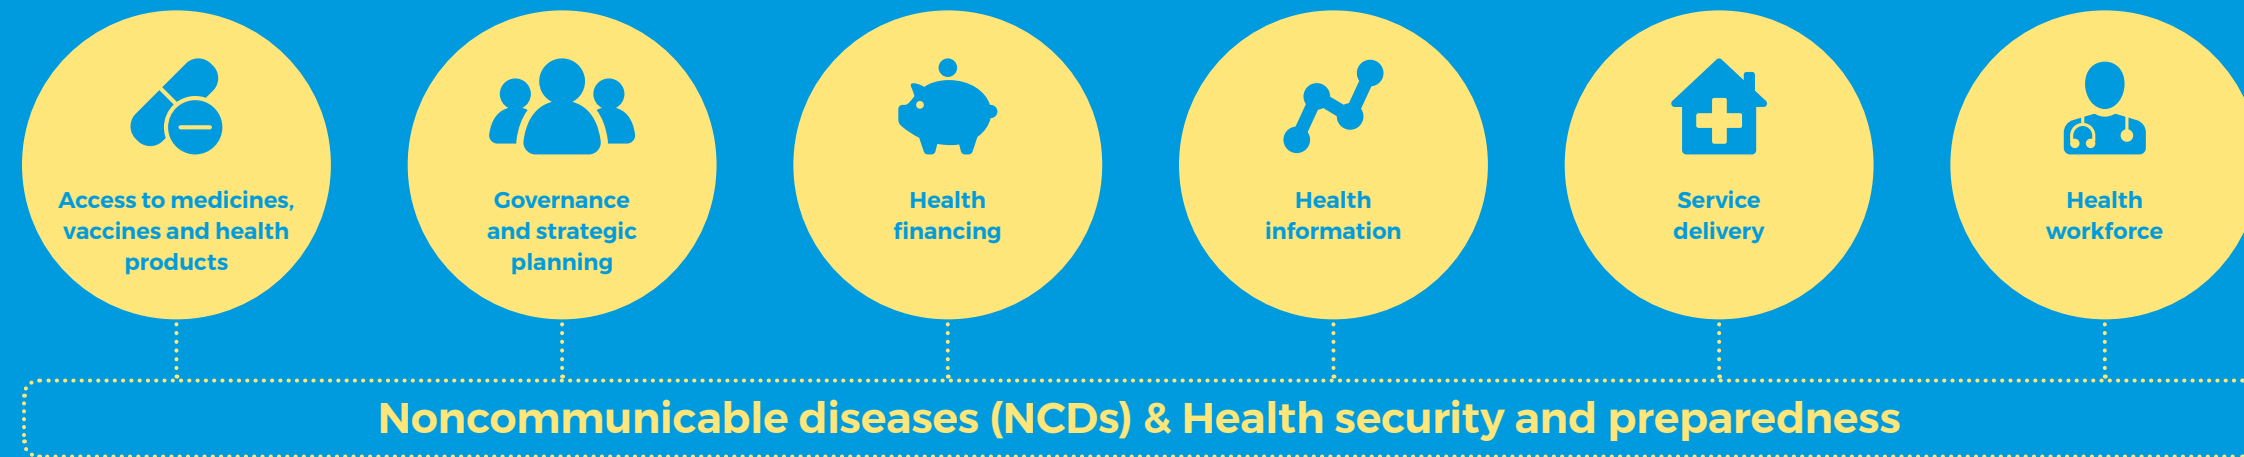 Access to medicines,
vaccines and health
products
Governance
and strategic
planning
Health
financing
Health
information
Service
delivery
Health
workforce
Noncommunicable diseases (NCDs) & Health security and preparedness